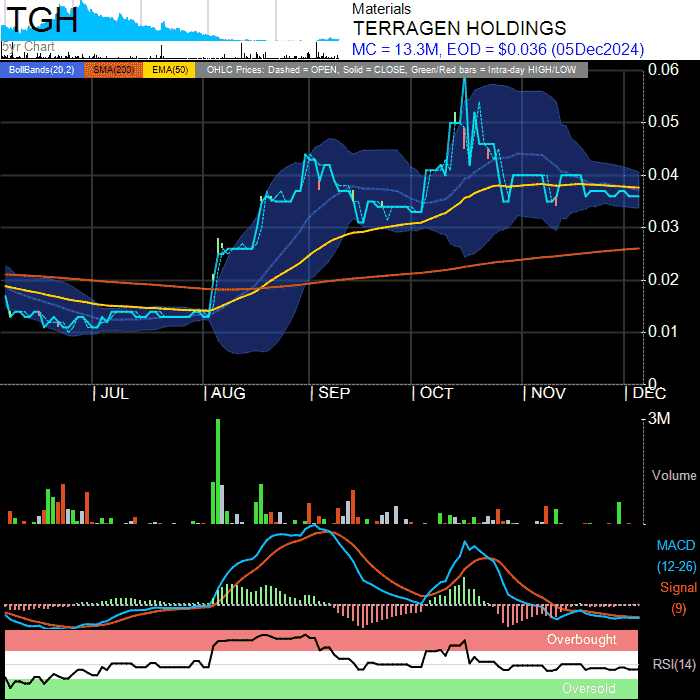 TGH
5yr Chart
Materials
TERRAGEN HOLDINGS
MC = 13.3M, EOD = $0.036 (05Dec2024)
BollBands(20,2) SMA(200) EMA(50) OHLC Prices: Dashed = OPEN, Solid = CLOSE, Green/Red bars = Intra-day HIGH/LOW
0.06
0.05
0.04
0.03
0.02
0.01
0
JUL AUG SEP OCT NOV DEC
3M
Volume
MACD
(12-26)
Signal
(9)
Overbought
RSI(14)
Oversold